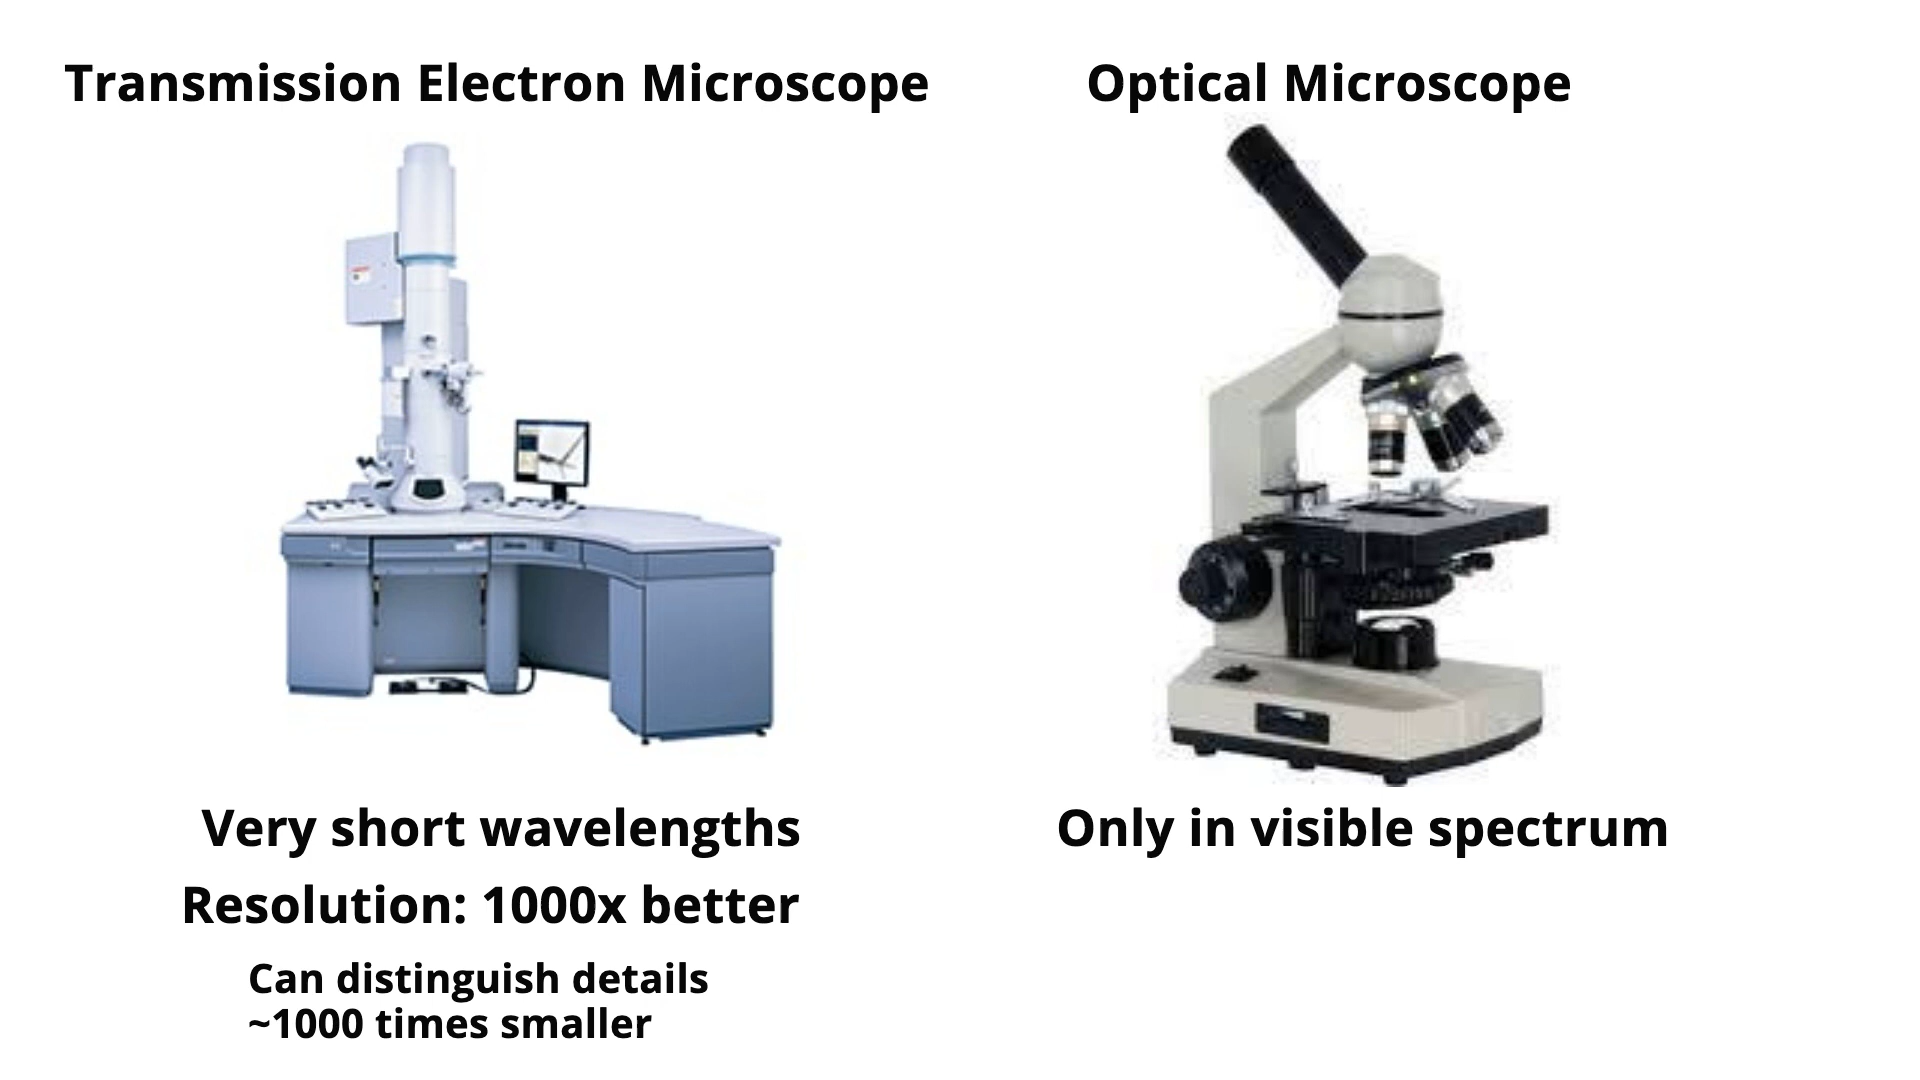 Transmission Electron Microscope
Optical Microscope
Very short wavelengths
Only in visible spectrum
Resolution: 1000x better
Can distinguish details
~1000 times smaller